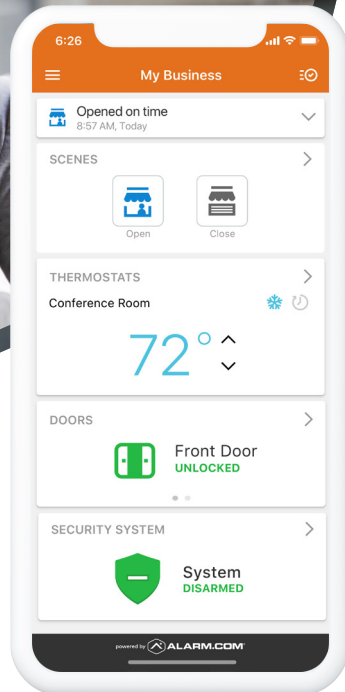 6:26
My Business
Opened on time
8:57 AM, Today
SCENES
Open
Close
THERMOSTATS
Conference Room
72°
DOORS
Front Door
UNLOCKED
SECURITY SYSTEM
System
DISARMED
powered by ALARM.COM